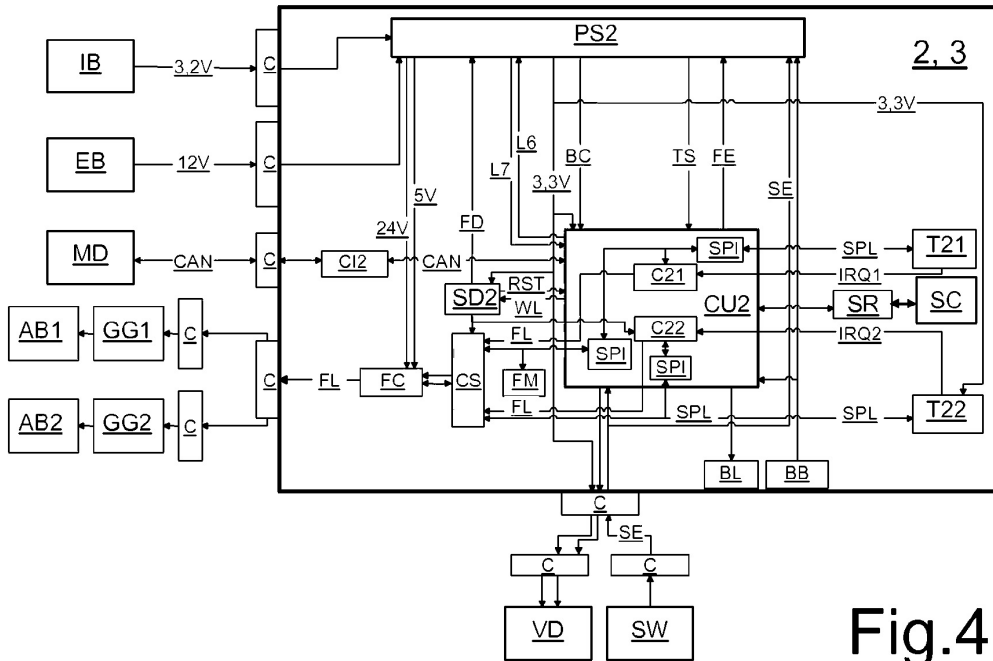 PS2
2, 3
IB
3,2V
C
3,3V
EB
12V
C
L6
L7
BC
TS
FE
3,3V
SE
5V
24V
FD
MD
CAN
C
CI2
CAN
SPI
SPL
T21
C21
IRQ1
SD2
RST
WL
CU2
SR
SC
AB1
GG1
C
C22
IRQ2
FL
SPI
SPI
C
FL
FC
CS
FM
AB2
GG2
C
FL
SPL
SPL
T22
BL
BB
C
SE
C
C
VD
SW
Fig.4